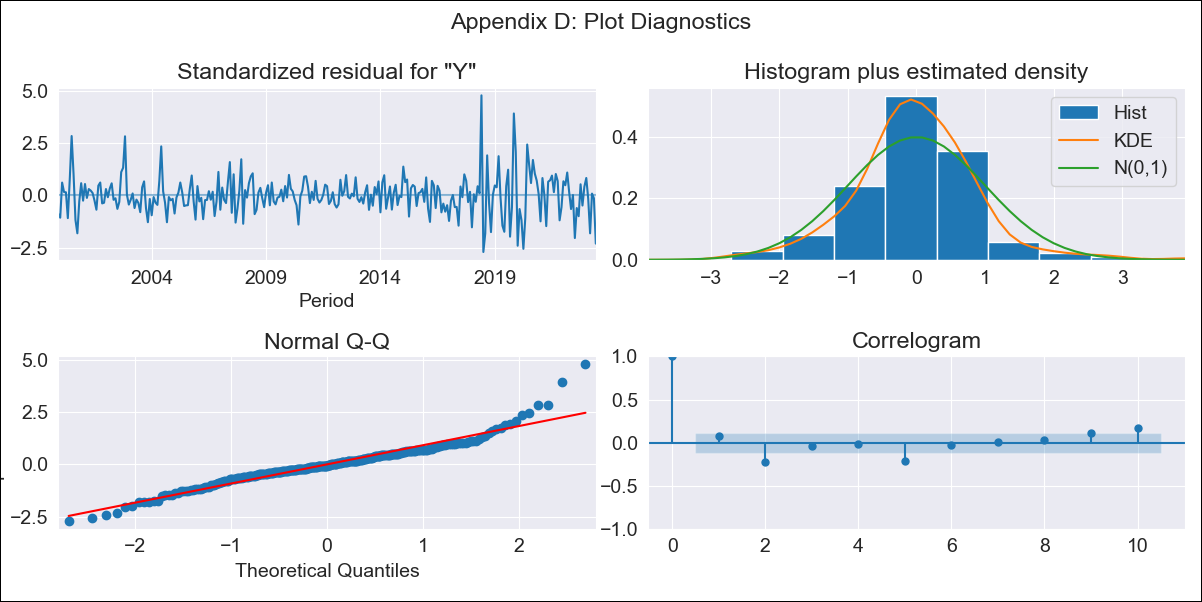 Appendix D: Plot Diagnostics
Standardized residual for "Y"
5.0
2.5
0.0
−2.5
2004 2009 2014 2019
Period
Histogram plus estimated density
0.4
0.2
0.0
Hist
KDE
N(0,1)
−3 −2 −1 0 1 2 3
Normal Q-Q
5.0
2.5
0.0
−2.5
−2 −1 0 1 2
Theoretical Quantiles
Correlogram
1.0
0.5
0.0
−0.5
−1.0
0 2 4 6 8 10